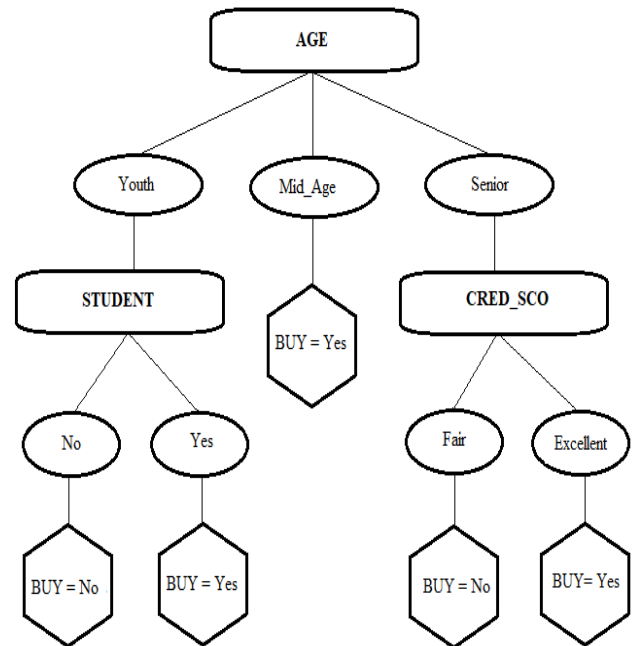 AGE
Youth
Mid_Age
Senior
STUDENT
CRED_SCO
BUY = Yes
No
Yes
Fair
Excellent
BUY = No
BUY = Yes
BUY = No
BUY= Yes